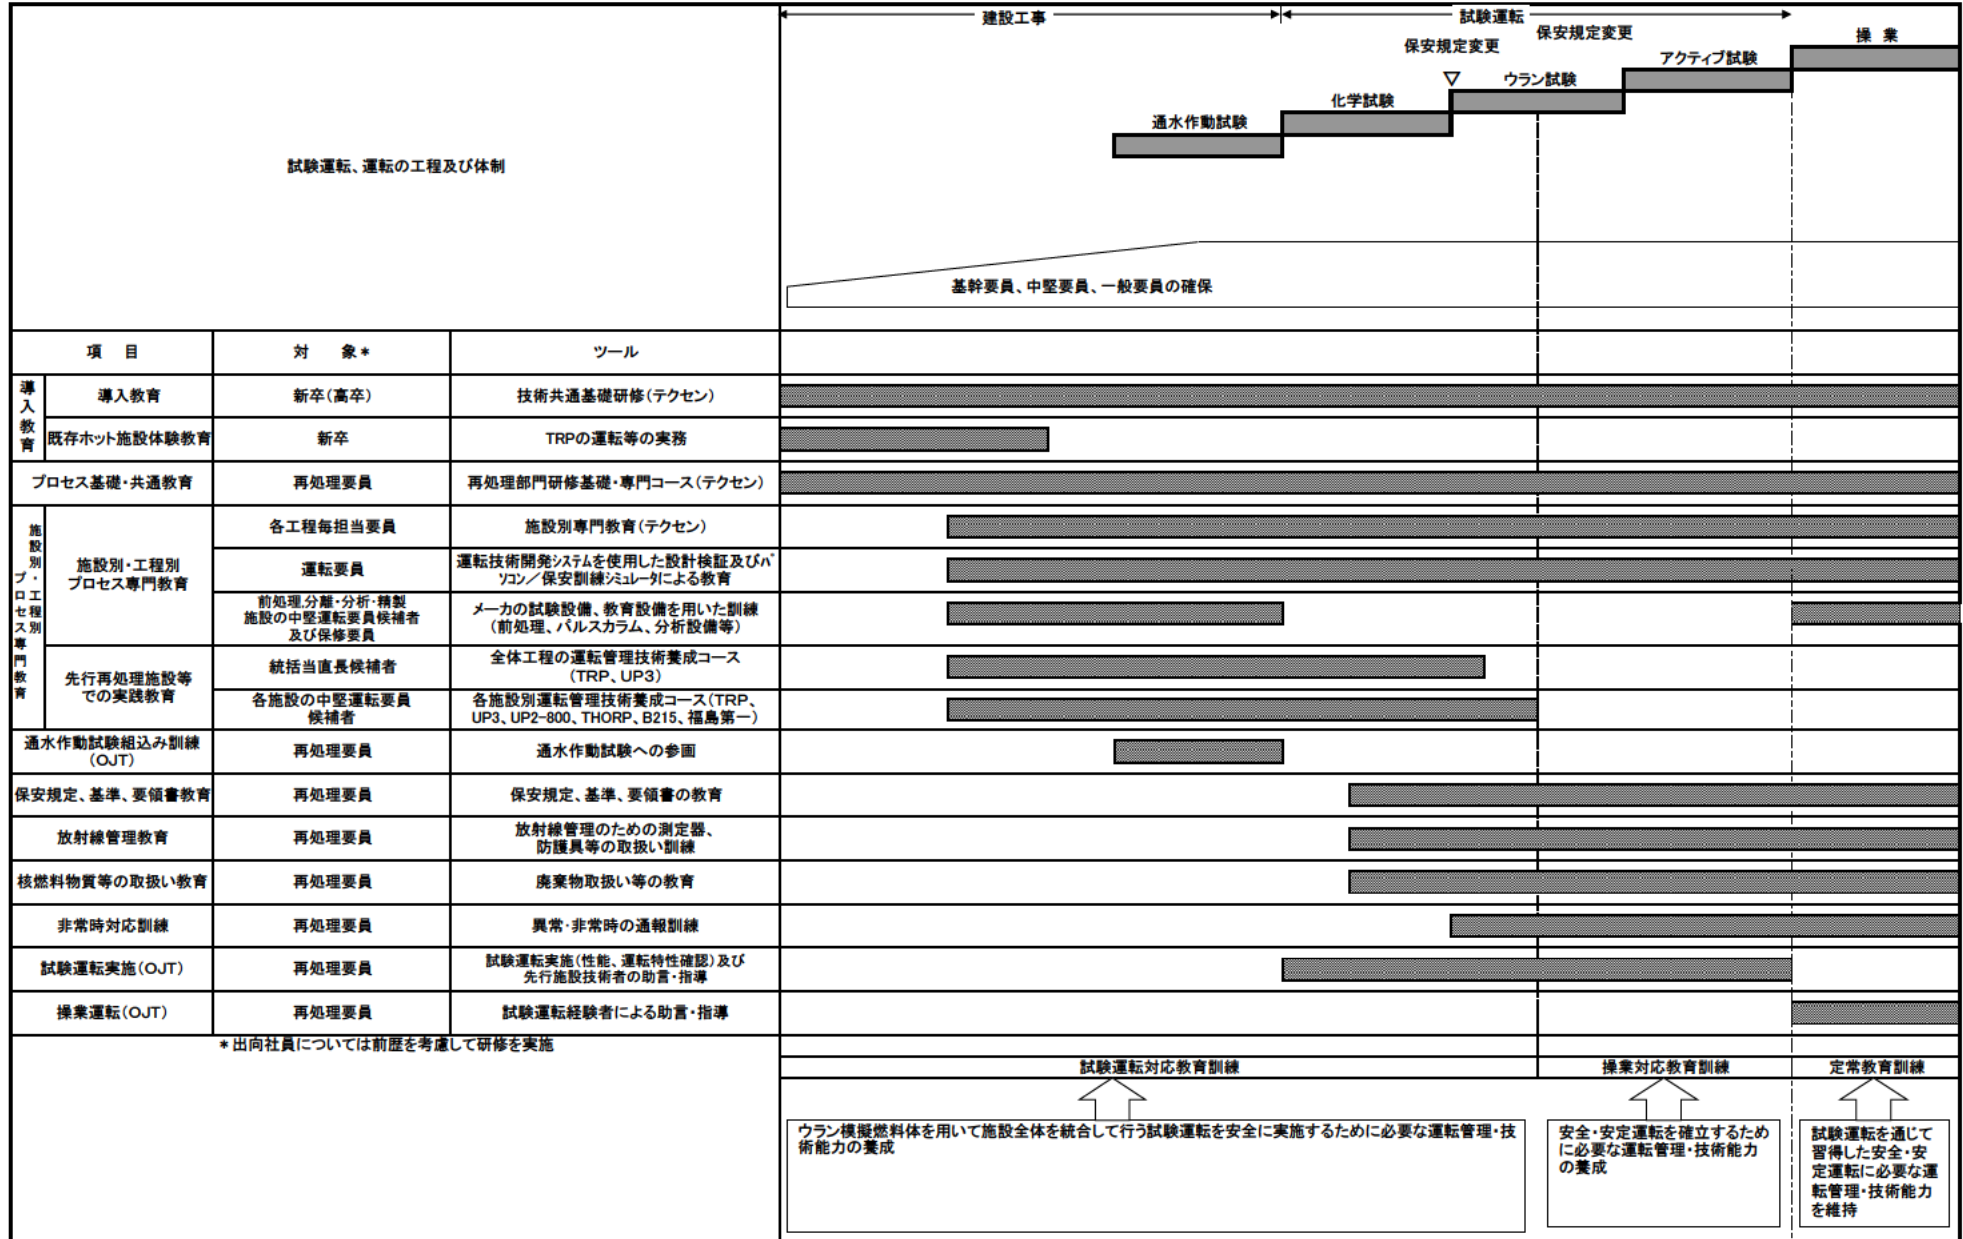 建設工事
試験運転
保安規定変更
保安規定変更
操 業
アクティブ試験
ウラン試験
化学試験
通水作動試験
試験運転、運転の工程及び体制
基幹要員、中堅要員、一般要員の確保
項 目
対 象*
ツール
導入教育
導入教育
新卒(高卒)
技術共通基礎研修(テクセン)
既存ホット施設体験教育
新卒
TRPの運転等の実務
プロセス基礎・共通教育
再処理要員
再処理部門研修基礎・専門コース(テクセン)
施設別・工程別
プロセス専門教育
施設別・工程別
プロセス専門教育
各工程毎担当要員
施設別専門教育(テクセン)
運転要員
運転技術開発システムを使用した設計検証及びパ
ソコン/保安訓練シミュレータによる教育
前処理,分離・分析・精製
施設の中堅運転要員候補者
及び保修要員
メーカの試験設備、教育設備を用いた訓練
(前処理、パルスカラム、分析設備等)
先行再処理施設等
での実践教育
統括当直長候補者
全体工程の運転管理技術養成コース
(TRP、UP3)
各施設の中堅運転要員
候補者
各施設別運転管理技術養成コース(TRP、
UP3、UP2-800、THORP、B215、福島第一)
通水作動試験組込み訓練
(OJT)
再処理要員
通水作動試験への参画
保安規定、基準、要領書教育
再処理要員
保安規定、基準、要領書の教育
放射線管理教育
再処理要員
放射線管理のための測定器、
防護具等の取扱い訓練
核燃料物質等の取扱い教育
再処理要員
廃棄物取扱い等の教育
非常時対応訓練
再処理要員
異常・非常時の通報訓練
試験運転実施(OJT)
再処理要員
試験運転実施(性能、運転特性確認)及び
先行施設技術者の助言・指導
操業運転(OJT)
再処理要員
試験運転経験者による助言・指導
*出向社員については前歴を考慮して研修を実施
試験運転対応教育訓練
操業対応教育訓練
定常教育訓練
ウラン模擬燃料体を用いて施設全体を統合して行う試験運転を安全に実施するために必要な運転管理・技
術能力の養成
安全・安定運転を確立するため
に必要な運転管理・技術能力
の養成
試験運転を通じて
習得した安全・安
定運転に必要な運
転管理・技術能力
を維持